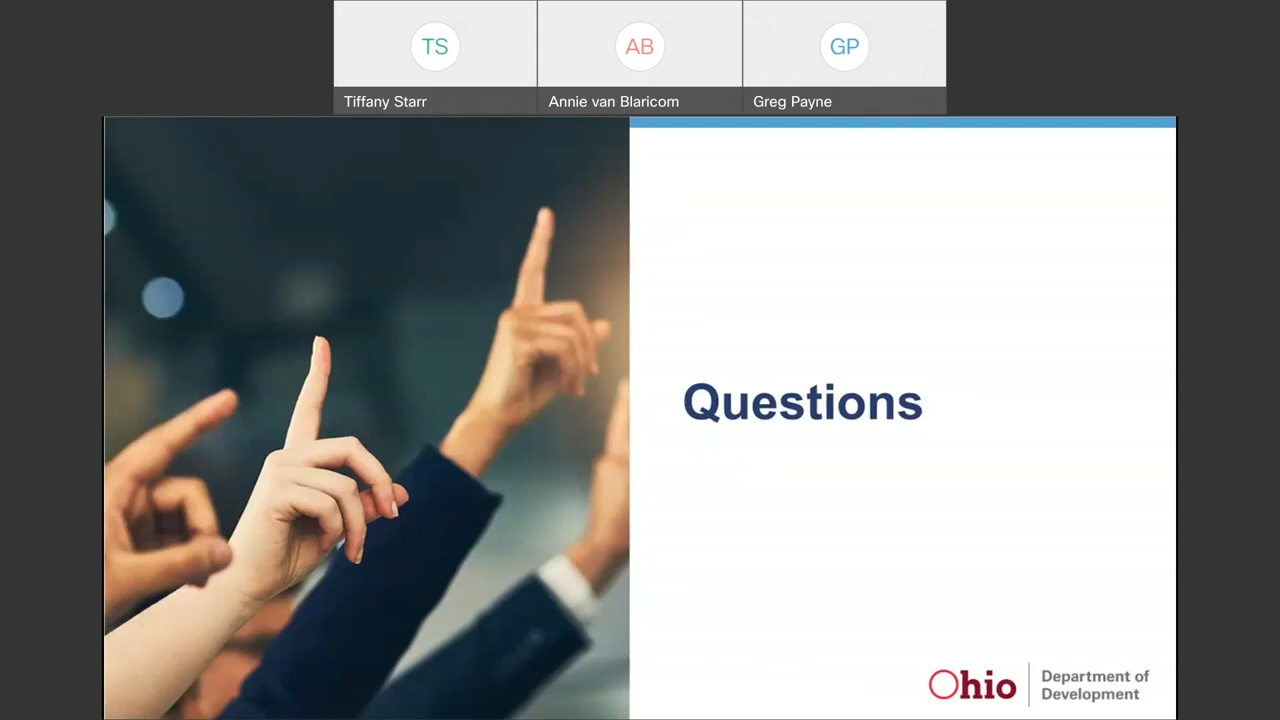 TS
AB
GP
Tiffany Starr
Annie van Blaricom
Greg Payne
Questions
Ohio
Department of
Development